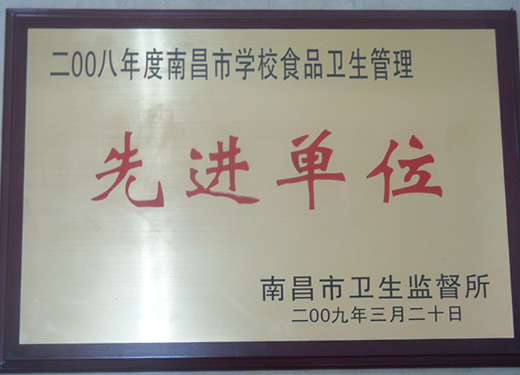 二00八年度南昌市学校食品卫生管理
先进单位
南昌市卫生监督所
二00九年三月二十日